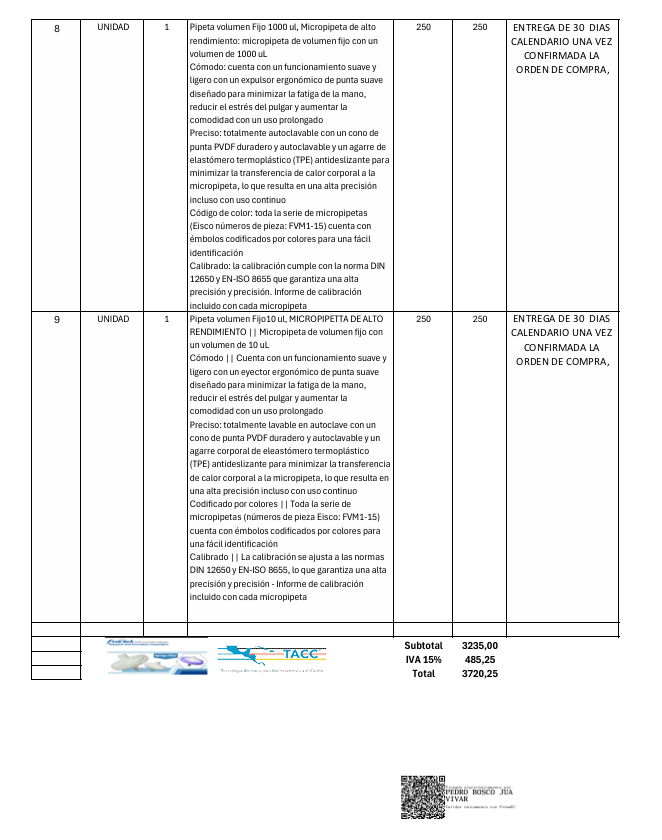 8
UNIDAD
1
Pipeta volumen Fijo 1000 ul, Micropipeta de alto
rendimiento: micropipeta de volumen fijo con un
volumen de 1000 uL
Cómodo: cuenta con un funcionamiento suave y
ligero con un expulsor ergonómico de punta suave
diseñado para minimizar la fatiga de la mano,
reducir el estrés del pulgar y aumentar la
comodidad con un uso prolongado
Preciso: totalmente autoclavable con un cono de
punta PVDF duradero y autoclavable y un agarre de
elastómero termoplástico (TPE) antideslizante para
minimizar la transferencia de calor corporal a la
micropipeta, lo que resulta en una alta precisión
incluso con uso continuo
Código de color: toda la serie de micropipetas
(Eisco números de pieza: FVM1-15) cuenta con
émbolos codificados por colores para una fácil
identificación
Calibrado: la calibración cumple con la norma DIN
12650 y EN-ISO 8655 que garantiza una alta
precisión y precisión. Informe de calibración
incluido con cada micropipeta
250
250
ENTREGA DE 30 DIAS
CALENDARIO UNA VEZ
CONFIRMADA LA
ORDEN DE COMPRA,
9
UNIDAD
1
Pipeta volumen Fijo10 ul, MICROPIPETTA DE ALTO
RENDIMIENTO || Micropipeta de volumen fijo con
un volumen de 10 uL
Cómodo || Cuenta con un funcionamiento suave y
ligero con un eyector ergonómico de punta suave
diseñado para minimizar la fatiga de la mano,
reducir el estrés del pulgar y aumentar la
comodidad con un uso prolongado
Preciso: totalmente lavable en autoclave con un
cono de punta PVDF duradero y autoclavable y un
agarre corporal de eleastómero termoplástico
(TPE) antideslizante para minimizar la transferencia
de calor corporal a la micropipeta, lo que resulta en
una alta precisión incluso con uso continuo
Codificado por colores || Toda la serie de
micropipetas (números de pieza Eisco: FVM1-15)
cuenta con émbolos codificados por colores para
una fácil identificación
Calibrado || La calibración se ajusta a las normas
DIN 12650 y EN-ISO 8655, lo que garantiza una alta
precisión y precisión - Informe de calibración
incluido con cada micropipeta
250
250
ENTREGA DE 30 DIAS
CALENDARIO UNA VEZ
CONFIRMADA LA
ORDEN DE COMPRA,
TACC
Subtotal 3235,00
IVA 15% 485,25
Total 3720,25
PEDRO BOSCO JUA
VIVAR